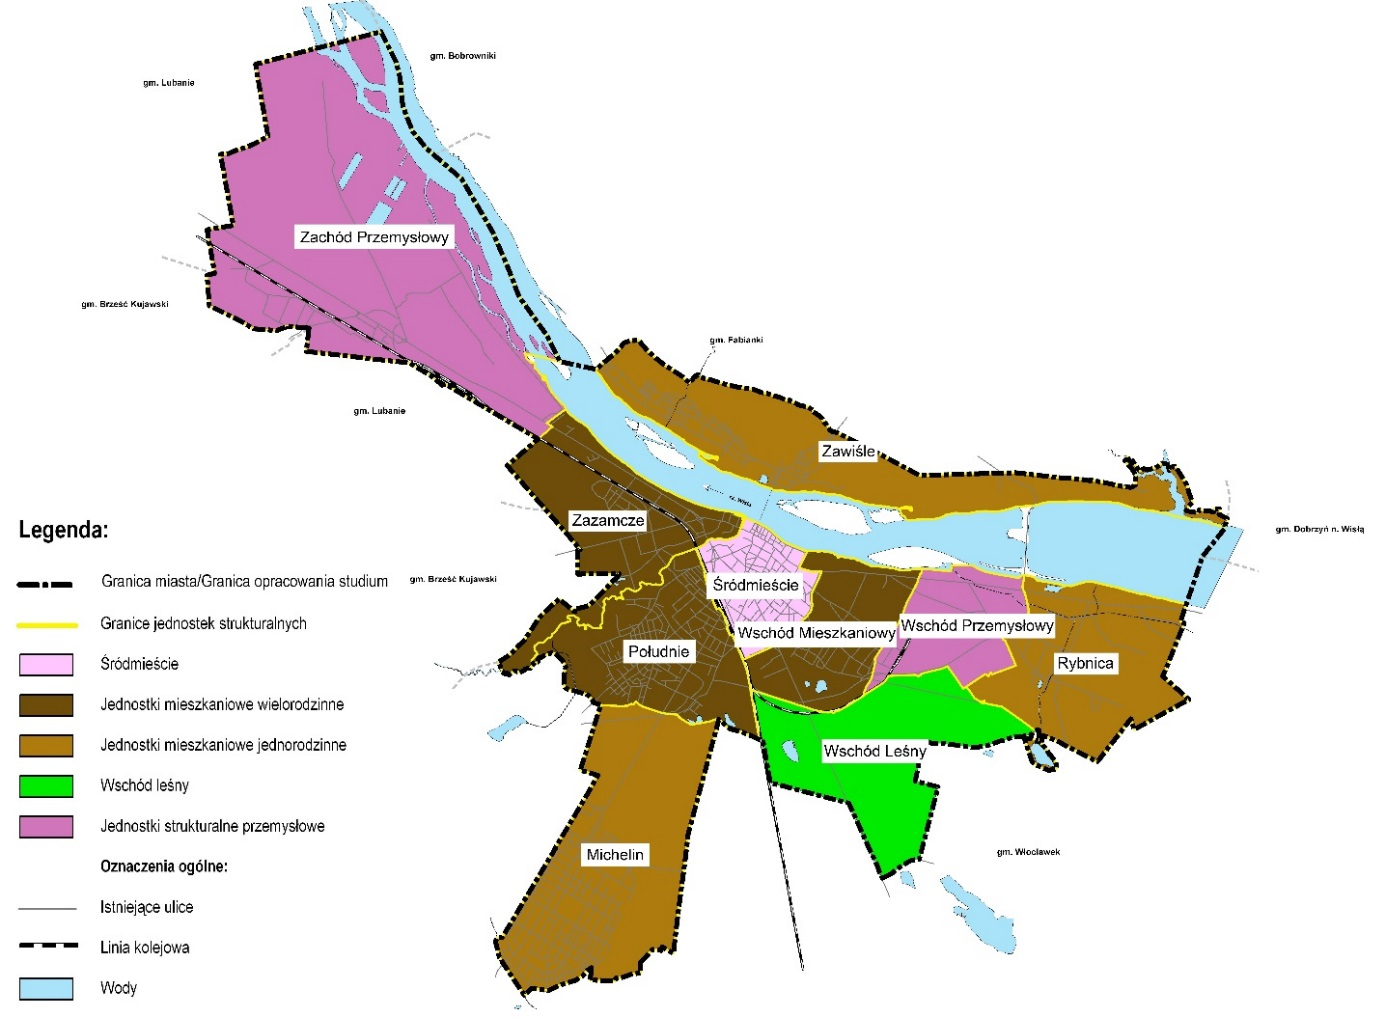 gm. Bobrowniki
gm. Lubanie
Zachód Przemysłowy
gm. Brześć Kujawski
gm. Fabianki
gm. Lubanie
Zawiśle
rz. Wisła
Zazamcze
gm. Dobrzyń n. Wisłą
gm. Brześć Kujawski
Śródmieście
Wschód Mieszkaniowy
Wschód Przemysłowy
Południe
Rybnica
Wschód Leśny
Michelin
gm. Włocławek
Legenda:
Granica miasta/Granica opracowania studium
Granice jednostek strukturalnych
Śródmieście
Jednostki mieszkaniowe wielorodzinne
Jednostki mieszkaniowe jednorodzinne
Wschód leśny
Jednostki strukturalne przemysłowe
Oznaczenia ogólne:
Istniejące ulice
Linia kolejowa
Wody